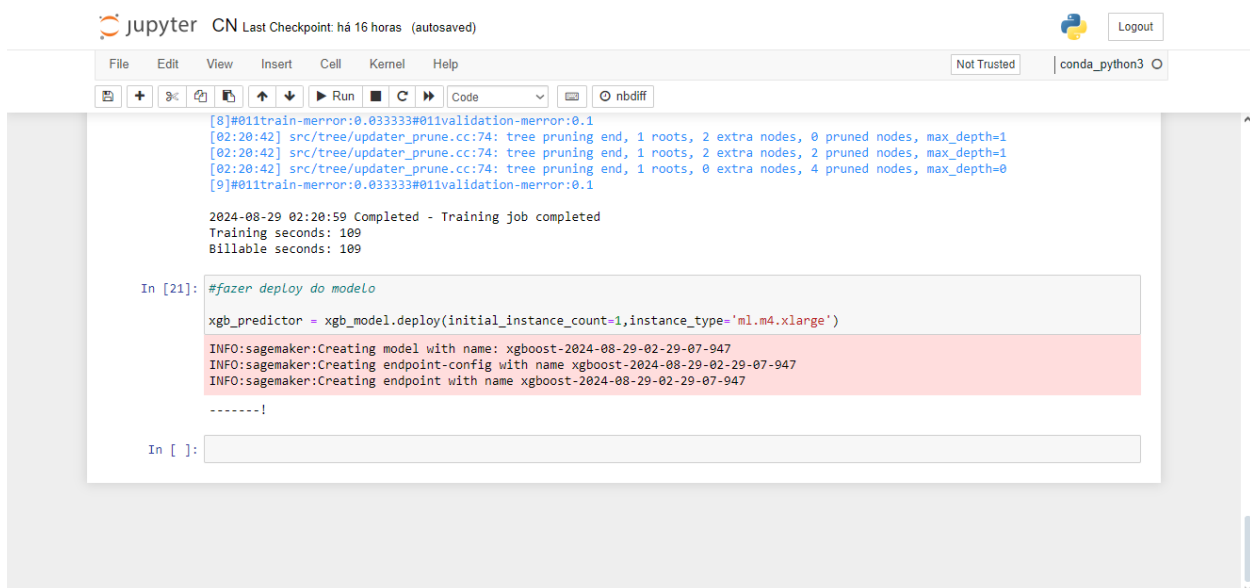 jupyter CN Last Checkpoint: há 16 horas (autosaved)
Logout
File Edit View Insert Cell Kernel Help
Not Trusted
conda_python3
Run
Code
nbdiff
[8]#011train-merror:0.033333#011validation-merror:0.1
[02:20:42] src/tree/updater_prune.cc:74: tree pruning end, 1 roots, 2 extra nodes, 0 pruned nodes, max_depth=1
[02:20:42] src/tree/updater_prune.cc:74: tree pruning end, 1 roots, 2 extra nodes, 2 pruned nodes, max_depth=1
[02:20:42] src/tree/updater_prune.cc:74: tree pruning end, 1 roots, 0 extra nodes, 4 pruned nodes, max_depth=0
[9]#011train-merror:0.033333#011validation-merror:0.1
2024-08-29 02:20:59 Completed - Training job completed
Training seconds: 109
Billable seconds: 109
In [21]: #fazer deploy do modelo
xgb_predictor = xgb_model.deploy(initial_instance_count=1,instance_type='ml.m4.xlarge')
INFO:sagemaker:Creating model with name: xgboost-2024-08-29-02-29-07-947
INFO:sagemaker:Creating endpoint-config with name xgboost-2024-08-29-02-29-07-947
INFO:sagemaker:Creating endpoint with name xgboost-2024-08-29-02-29-07-947
-------!
In [ ]: